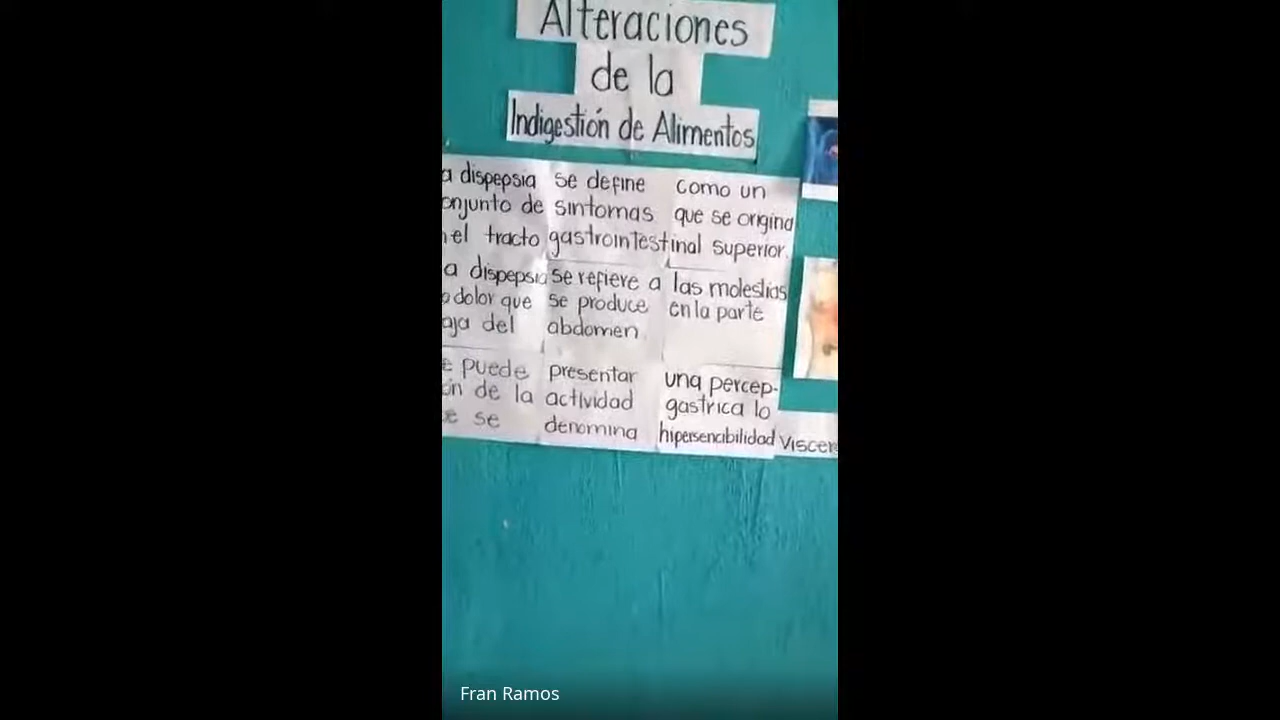 Alteraciones
de la
Indigestión de Alimentos
a dispepsia se define como un
onjunto de sintomas que se origina
n el tracto gastrointestinal superior.
a dispepsia se refiere a las molestias
o dolor que se produce en la parte
aja del abdomen
e puede presentar una percep-
ón de la actividad gastrica lo
e se denomina hipersencibilidad viscer
Fran Ramos